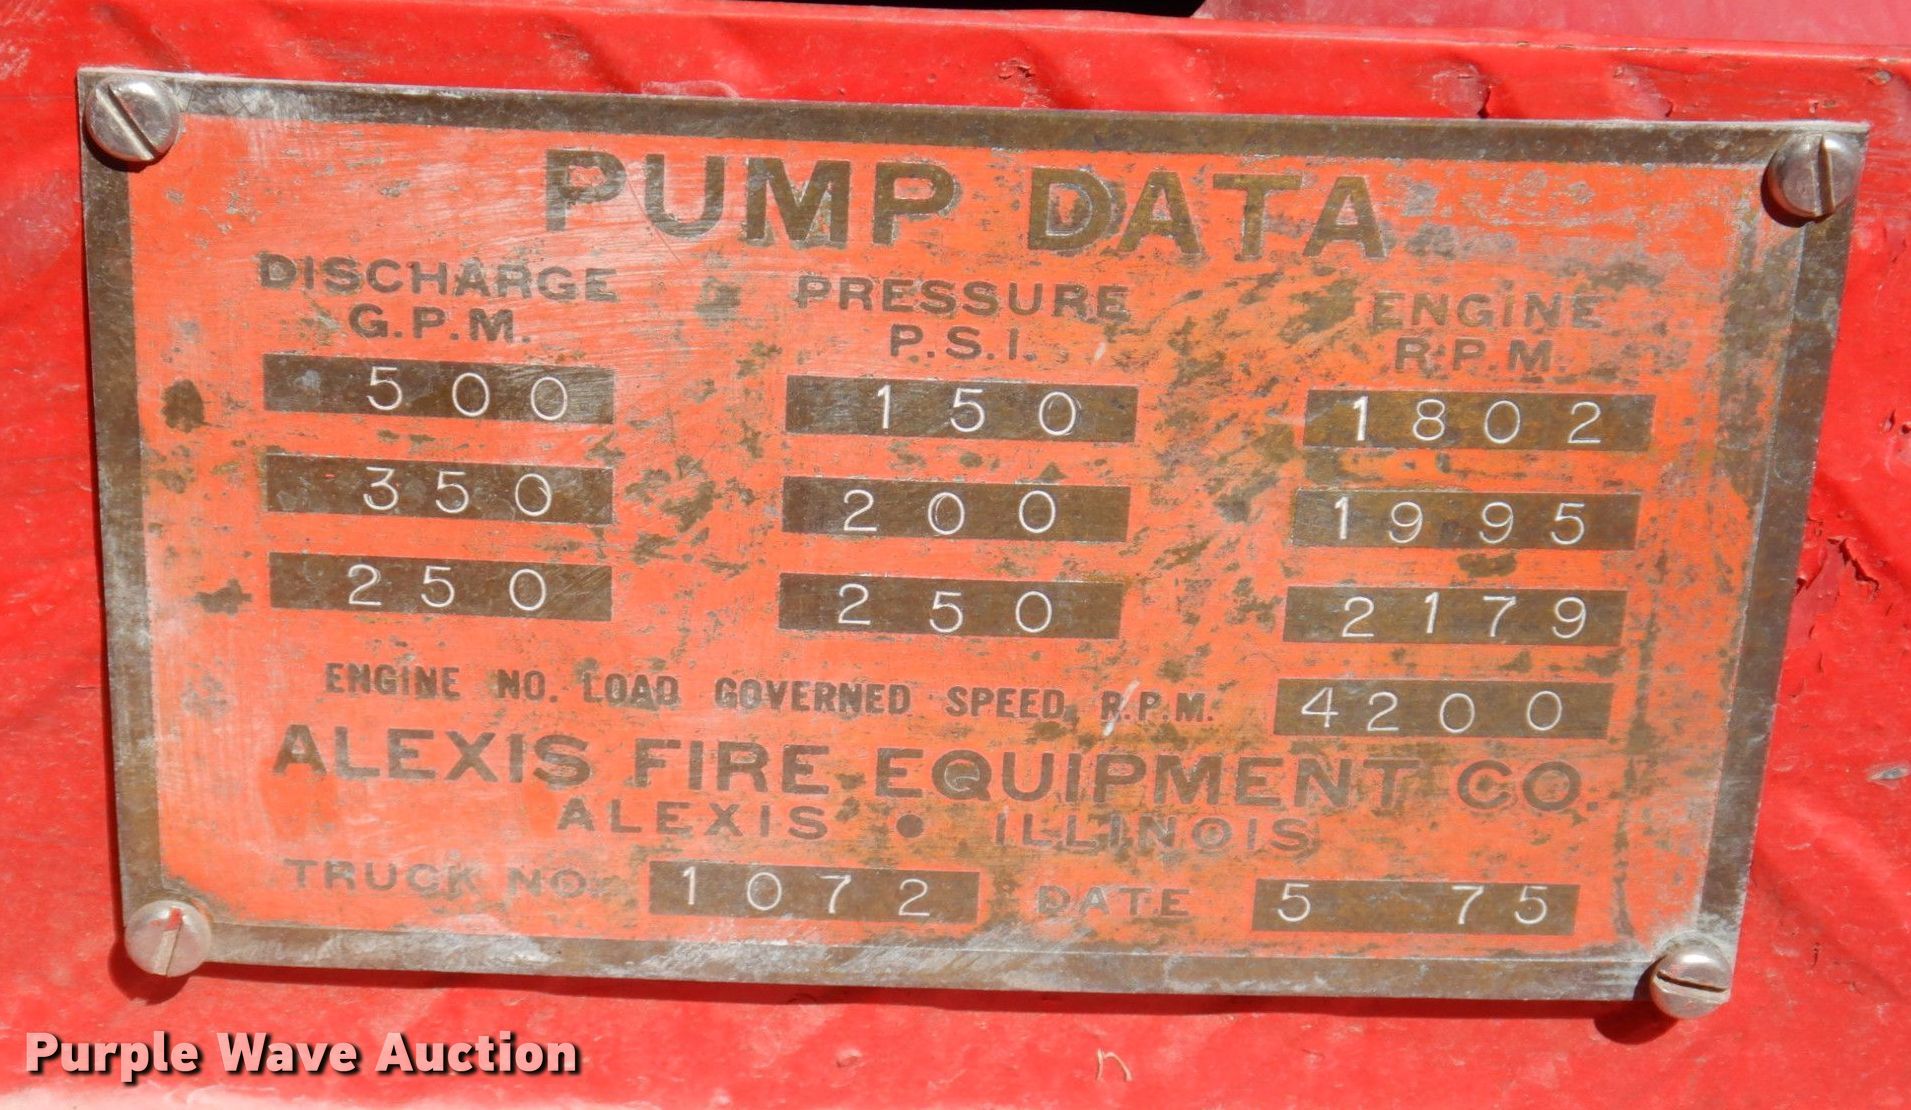 PUMP DATA
DISCHARGE G.P.M. PRESSURE P.S.I. ENGINE R.P.M.
500 150 1802
350 200 1995
250 250 2179
ENGINE NO. LOAD GOVERNED SPEED R.P.M. 4200
ALEXIS FIRE EQUIPMENT CO.
ALEXIS • ILLINOIS
TRUCK NO. 1072 DATE 5 75
Purple Wave Auction